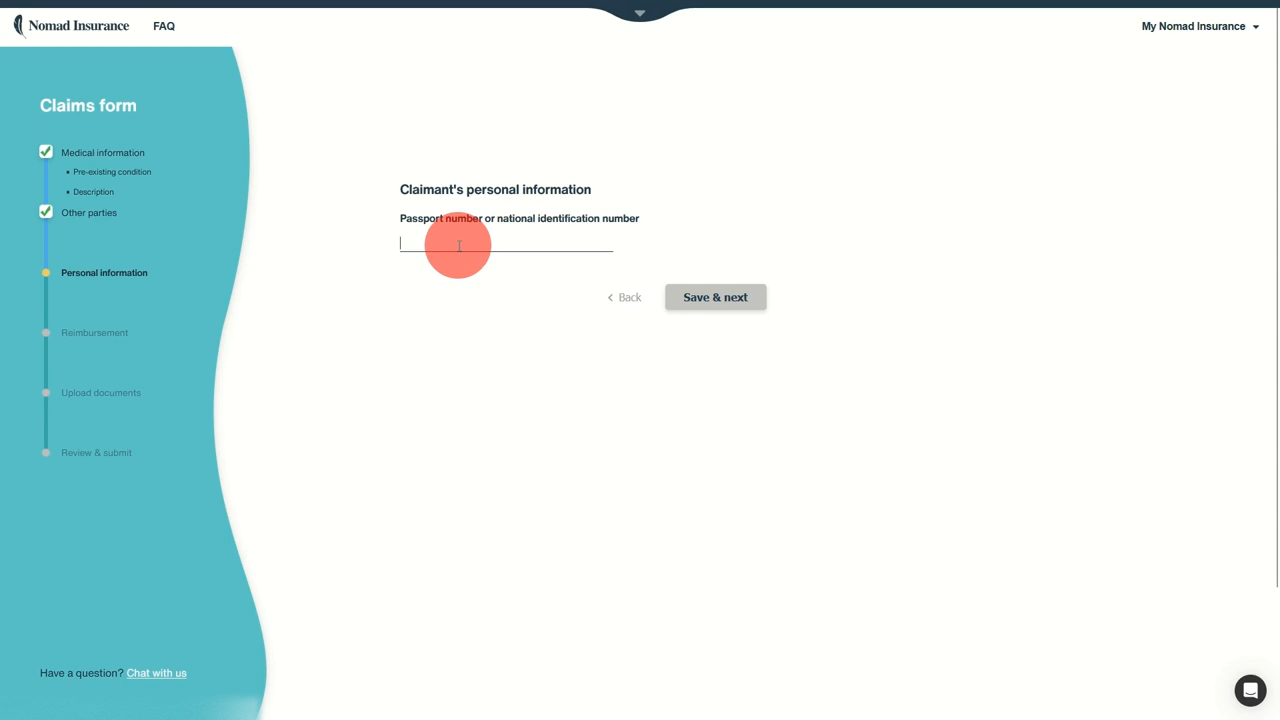 Nomad Insurance
FAQ
My Nomad Insurance
Claims form
Medical information
Pre-existing condition
Description
Other parties
Personal information
Reimbursement
Upload documents
Review & submit
Have a question? Chat with us
Claimant's personal information
Passport number or national identification number
Back
Save & next